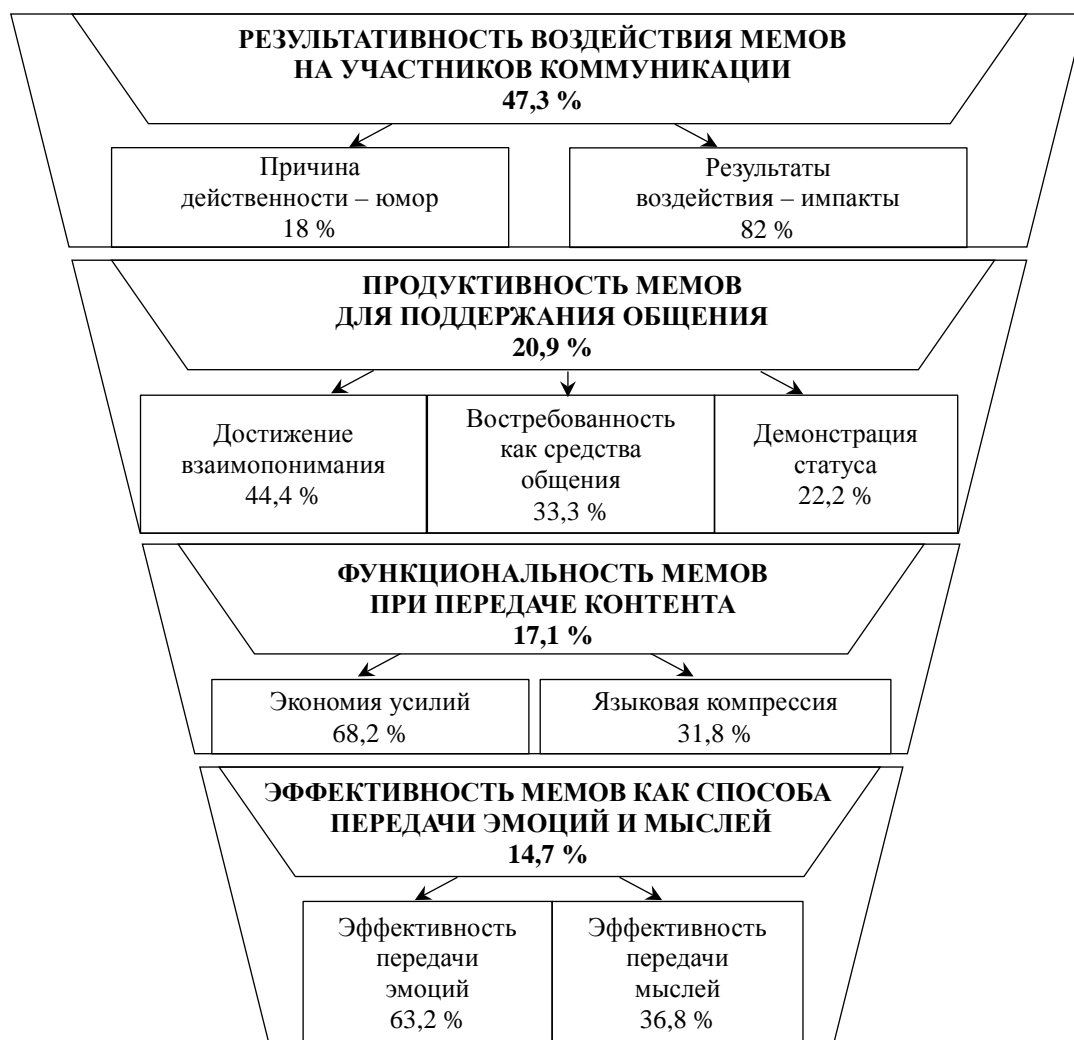 РЕЗУЛЬТАТИВНОСТЬ ВОЗДЕЙСТВИЯ МЕМОВ
НА УЧАСТНИКОВ КОММУНИКАЦИИ
47,3 %
Причина
действенности – юмор
18 %
Результаты
воздействия – импакты
82 %
ПРОДУКТИВНОСТЬ МЕМОВ
ДЛЯ ПОДДЕРЖАНИЯ ОБЩЕНИЯ
20,9 %
Достижение
взаимопонимания
44,4 %
Востребованность
как средства
общения
33,3 %
Демонстрация
статуса
22,2 %
ФУНКЦИОНАЛЬНОСТЬ МЕМОВ
ПРИ ПЕРЕДАЧЕ КОНТЕНТА
17,1 %
Экономия усилий
68,2 %
Языковая компрессия
31,8 %
ЭФФЕКТИВНОСТЬ МЕМОВ КАК СПОСОБА
ПЕРЕДАЧИ ЭМОЦИЙ И МЫСЛЕЙ
14,7 %
Эффективность
передачи
эмоций
63,2 %
Эффективность
передачи
мыслей
36,8 %